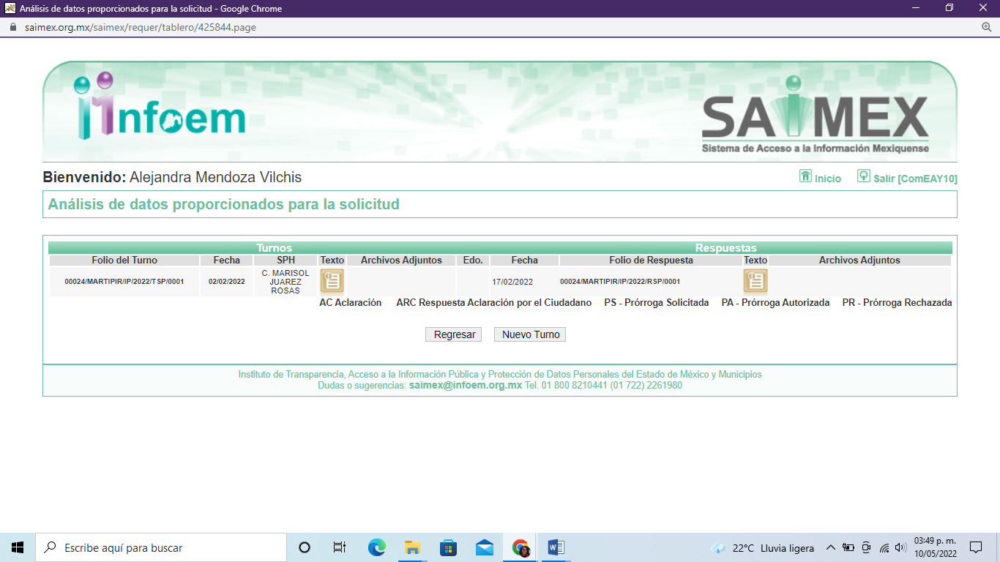 Análisis de datos proporcionados para la solicitud - Google Chrome
saimex.org.mx/saimex/requer/tablero/425844.page
infoem
SAIMEX
Sistema de Acceso a la Información Mexiquense
Bienvenido: Alejandra Mendoza Vilchis
Inicio Salir [ComEAY10]
Análisis de datos proporcionados para la solicitud
Turnos Respuestas
Folio del Turno Fecha SPH Texto Archivos Adjuntos Edo. Fecha Folio de Respuesta Texto Archivos Adjuntos
00024/MARTIPIR/IP/2022/TSP/0001 02/02/2022 C. MARISOL JUAREZ ROSAS 17/02/2022 00024/MARTIPIR/IP/2022/RSP/0001
AC Aclaración ARC Respuesta Aclaración por el Ciudadano PS - Prórroga Solicitada PA - Prórroga Autorizada PR - Prórroga Rechazada
Regresar Nuevo Turno
Instituto de Transparencia, Acceso a la Información Pública y Protección de Datos Personales del Estado de México y Municipios
Dudas o sugerencias: saimex@infoem.org.mx Tel. 01 800 8210441 (01 722) 2261980
Escribe aquí para buscar
22°C Lluvia ligera
03:49 p. m.
10/05/2022